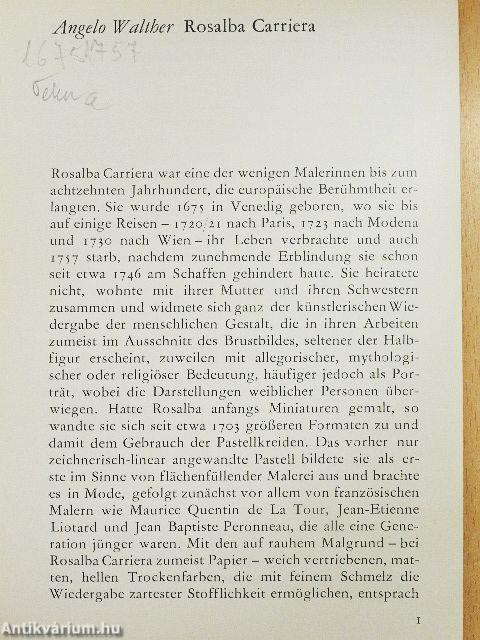 Angelo Walther Rosalba Carriera
1675-1757
Rosalba Carriera war eine der wenigen Malerinnen bis zum
achtzehnten Jahrhundert, die europäische Berühmtheit er-
langten. Sie wurde 1675 in Venedig geboren, wo sie bis
auf einige Reisen – 1720/21 nach Paris, 1723 nach Modena
und 1730 nach Wien – ihr Leben verbrachte und auch
1757 starb, nachdem zunehmende Erblindung sie schon
seit etwa 1746 am Schaffen gehindert hatte. Sie heiratete
nicht, wohnte mit ihrer Mutter und ihren Schwestern
zusammen und widmete sich ganz der künstlerischen Wie-
dergabe der menschlichen Gestalt, die in ihren Arbeiten
zumeist im Ausschnitt des Brustbildes, seltener der Halb-
figur erscheint, zuweilen mit allegorischer, mythologi-
scher oder religiöser Bedeutung, häufiger jedoch als Por-
trät, wobei die Darstellungen weiblicher Personen über-
wiegen. Hatte Rosalba anfangs Miniaturen gemalt, so
wandte sie sich seit etwa 1703 größeren Formaten zu und
damit dem Gebrauch der Pastellkreiden. Das vorher nur
zeichnerisch-linear angewandte Pastell bildete sie als er-
ste im Sinne von flächenfüllender Malerei aus und brachte
es in Mode, gefolgt zunächst vor allem von französischen
Malern wie Maurice Quentin de La Tour, Jean-Etienne
Liotard und Jean Baptiste Peronneau, die alle eine Gene-
ration jünger waren. Mit den auf rauhem Malgrund – bei
Rosalba Carriera zumeist Papier – weich vertriebenen, mat-
ten, hellen Trockenfarben, die mit feinem Schmelz die
Wiedergabe zartester Stofflichkeit ermöglichen, entsprach
1
Antikvárium.hu